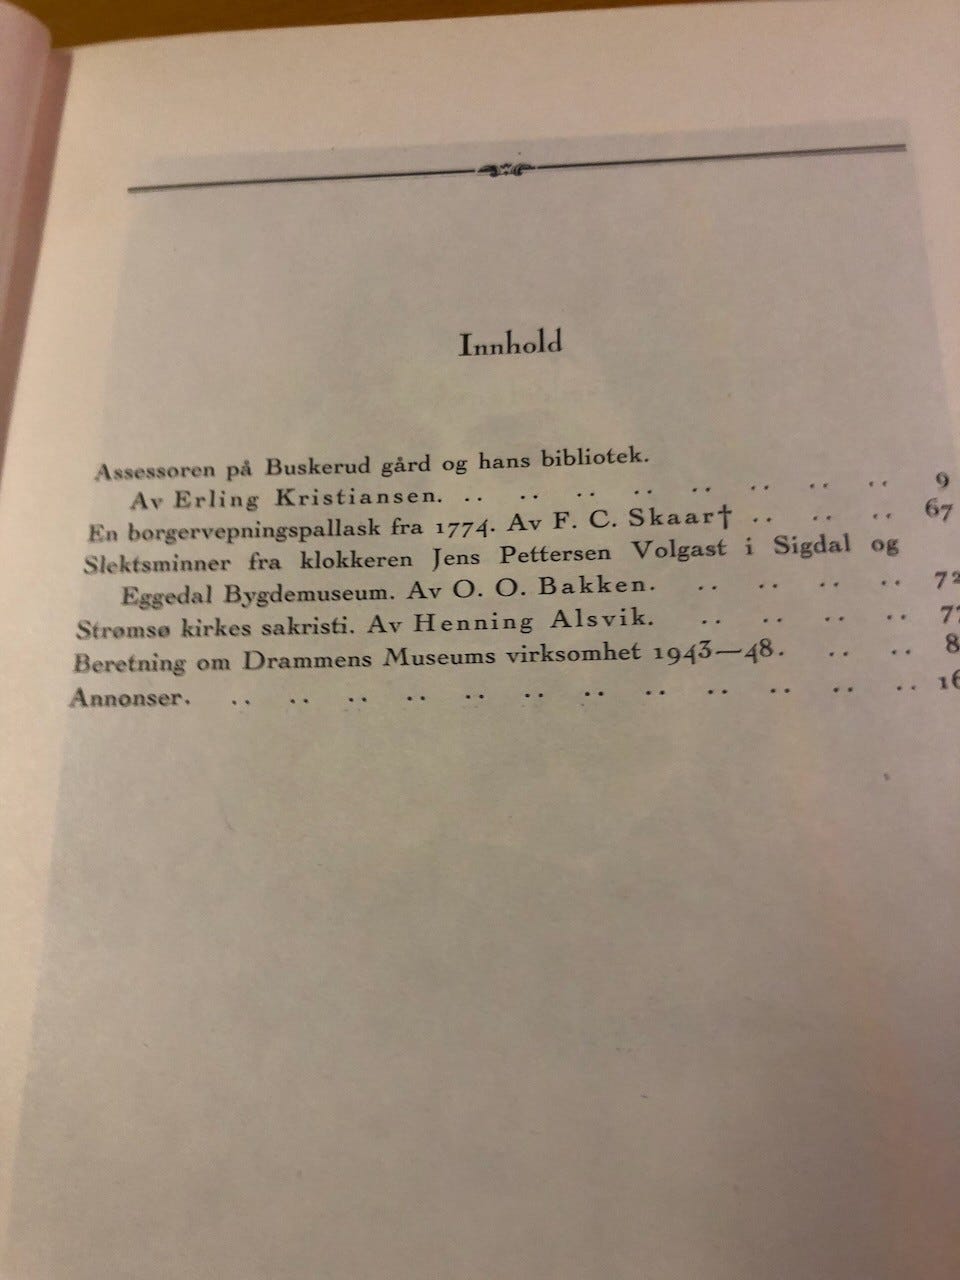 Innhold
Assessoren på Buskerud gård og hans bibliotek.
Av Erling Kristiansen. .. .. .. .. .. .. .. .. 9
En borgervepningspallask fra 1774. Av F. C. Skaar† .. .. .. 67
Slektsminner fra klokkeren Jens Pettersen Volgast i Sigdal og
Eggedal Bygdemuseum. Av O. O. Bakken. .. .. .. .. 72
Strømsø kirkes sakristi. Av Henning Alsvik. .. .. .. ..
Beretning om Drammens Museums virksomhet 1943—48. .. ..
Annonser. .. .. .. .. .. .. .. .. .. .. .. ..